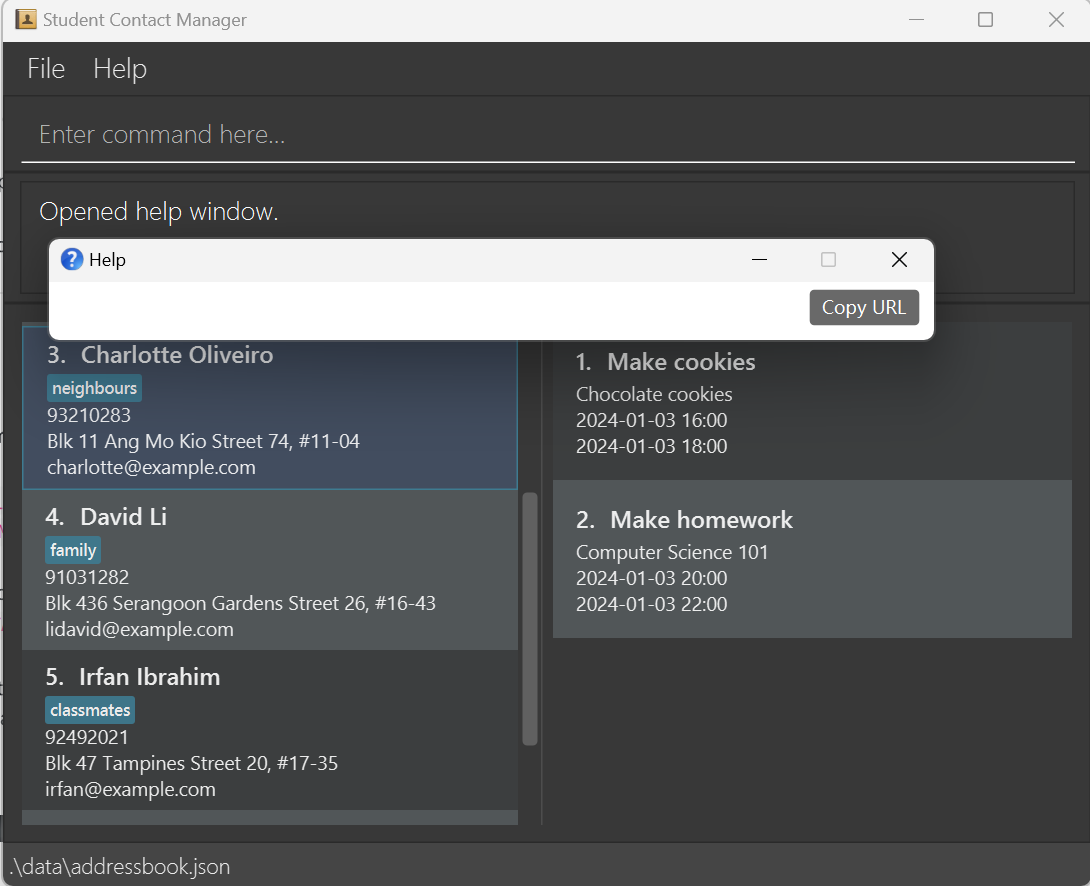 Student Contact Manager
File Help
Enter command here...
Opened help window.
Help
Copy URL
3. Charlotte Oliveiro
neighbours
93210283
Blk 11 Ang Mo Kio Street 74, #11-04
charlotte@example.com
4. David Li
family
91031282
Blk 436 Serangoon Gardens Street 26, #16-43
lidavid@example.com
5. Irfan Ibrahim
classmates
92492021
Blk 47 Tampines Street 20, #17-35
irfan@example.com
1. Make cookies
Chocolate cookies
2024-01-03 16:00
2024-01-03 18:00
2. Make homework
Computer Science 101
2024-01-03 20:00
2024-01-03 22:00
.\data\addressbook.json